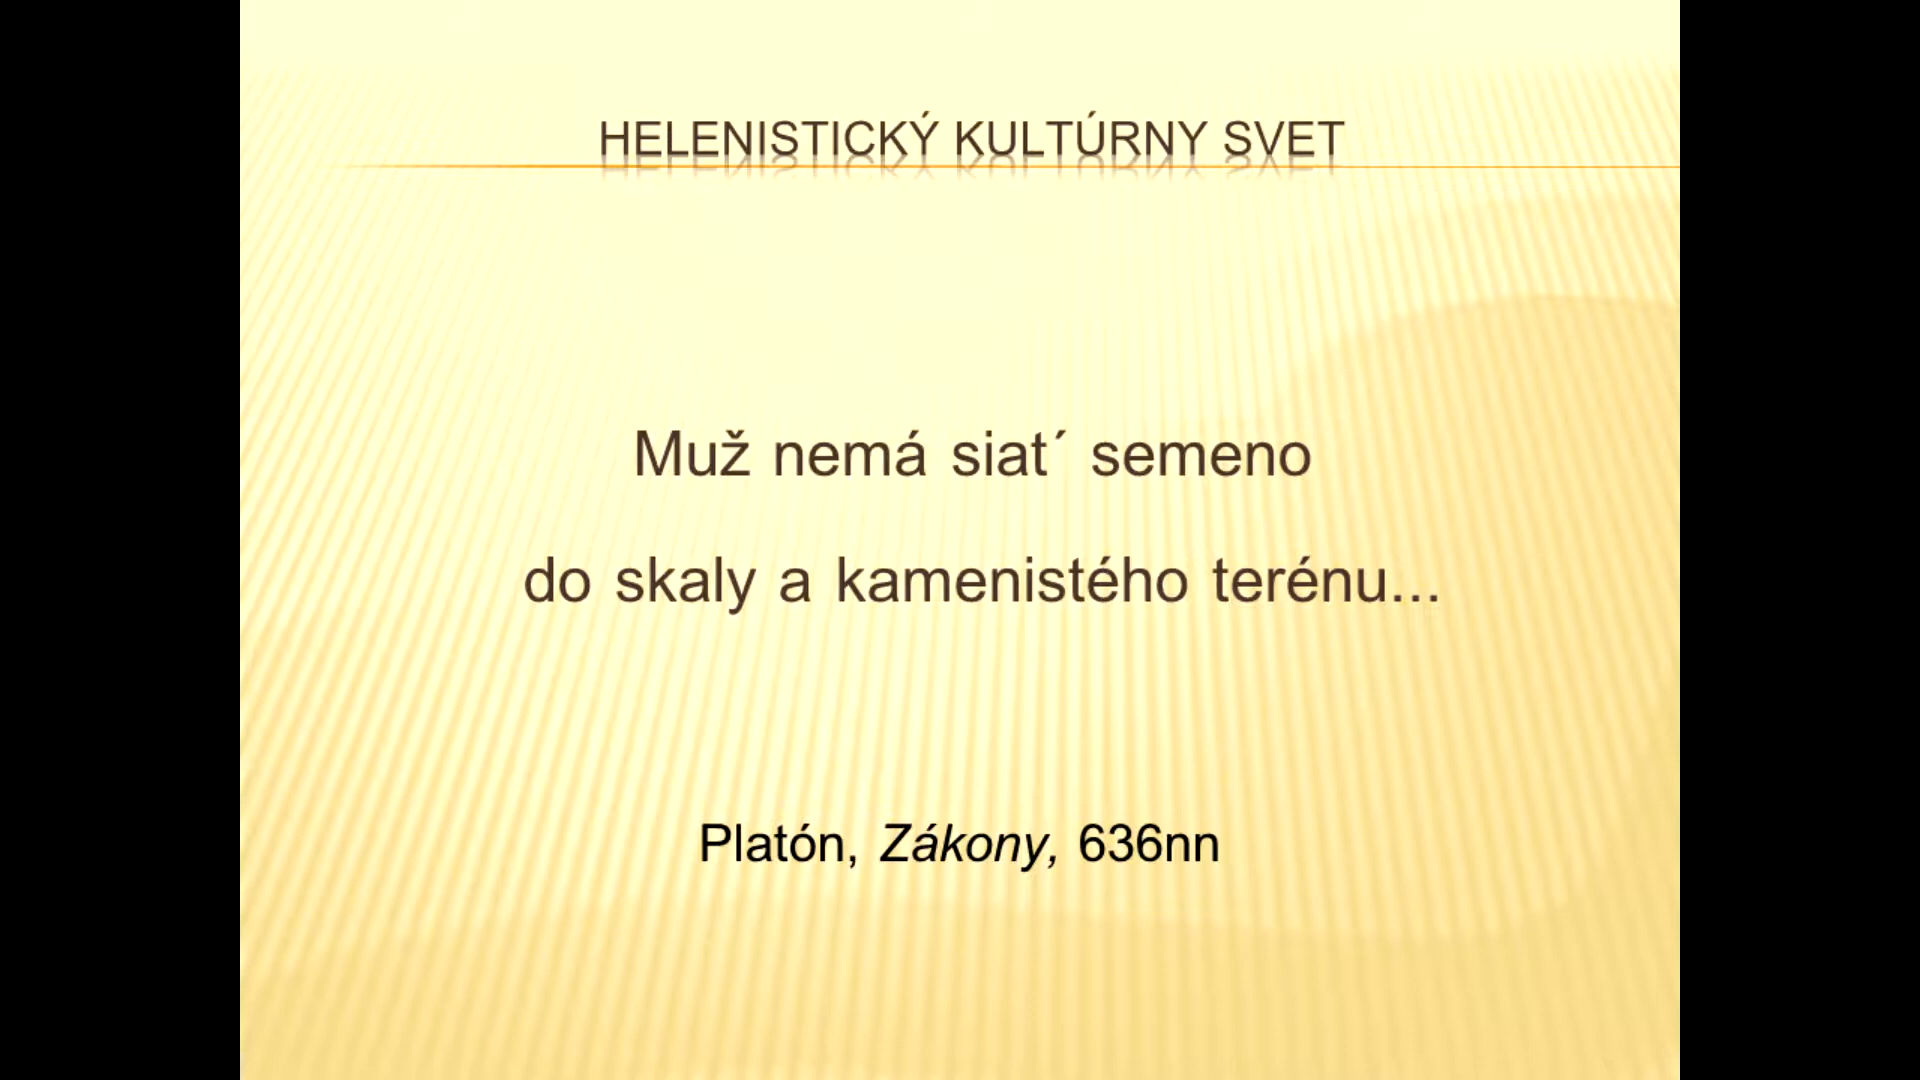 HELENISTICKÝ KULTÚRNY SVET
Muž nemá siat´ semeno
do skaly a kamenistého terénu...
Platón, Zákony, 636nn